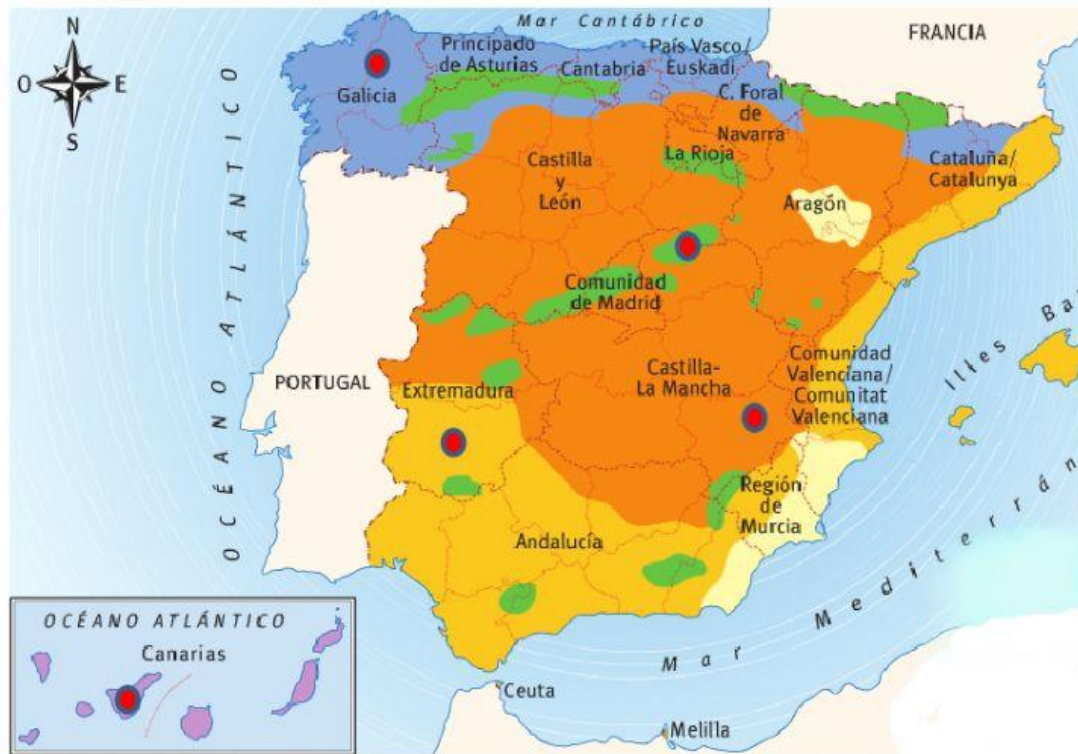 Mar Cantábrico
FRANCIA
N
O
E
S
Principado
de Asturias
Cantabria
País Vasco/
Euskadi
Galicia
C. Foral
de
Navarra
La Rioja
Castilla
y
León
Cataluña/
Catalunya
Aragón
OCÉANO ATLÁNTICO
Comunidad
de Madrid
PORTUGAL
Extremadura
Castilla-
La Mancha
Comunidad
Valenciana/
Comunitat
Valenciana
Illes Ba
Región
de
Murcia
Andalucía
Mar Mediterrán
OCÉANO ATLÁNTICO
Canarias
Ceuta
Melilla